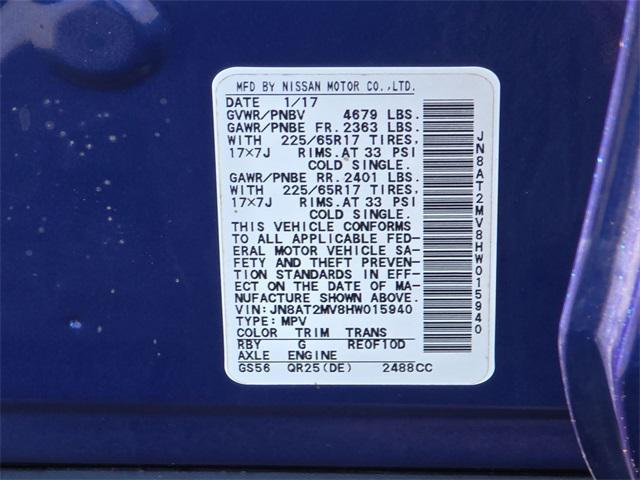 MFD BY NISSAN MOTOR CO.,LTD.
DATE 1/17
GVWR/PNBV 4679 LBS.
GAWR/PNBE FR. 2363 LBS.
WITH 225/65R17 TIRES,
17×7J RIMS.AT 33 PSI
COLD SINGLE.
GAWR/PNBE RR. 2401 LBS.
WITH 225/65R17 TIRES,
17×7J RIMS.AT 33 PSI
COLD SINGLE.
THIS VEHICLE CONFORMS
TO ALL APPLICABLE FED-
ERAL MOTOR VEHICLE SA-
FETY AND THEFT PREVEN-
TION STANDARDS IN EFF-
ECT ON THE DATE OF MA-
NUFACTURE SHOWN ABOVE.
VIN:JN8AT2MV8HW015940
TYPE:MPV
COLOR TRIM TRANS
RBY G RE0F10D
AXLE ENGINE
GS56 QR25(DE) 2488CC
JN8AT2MV8HW015940